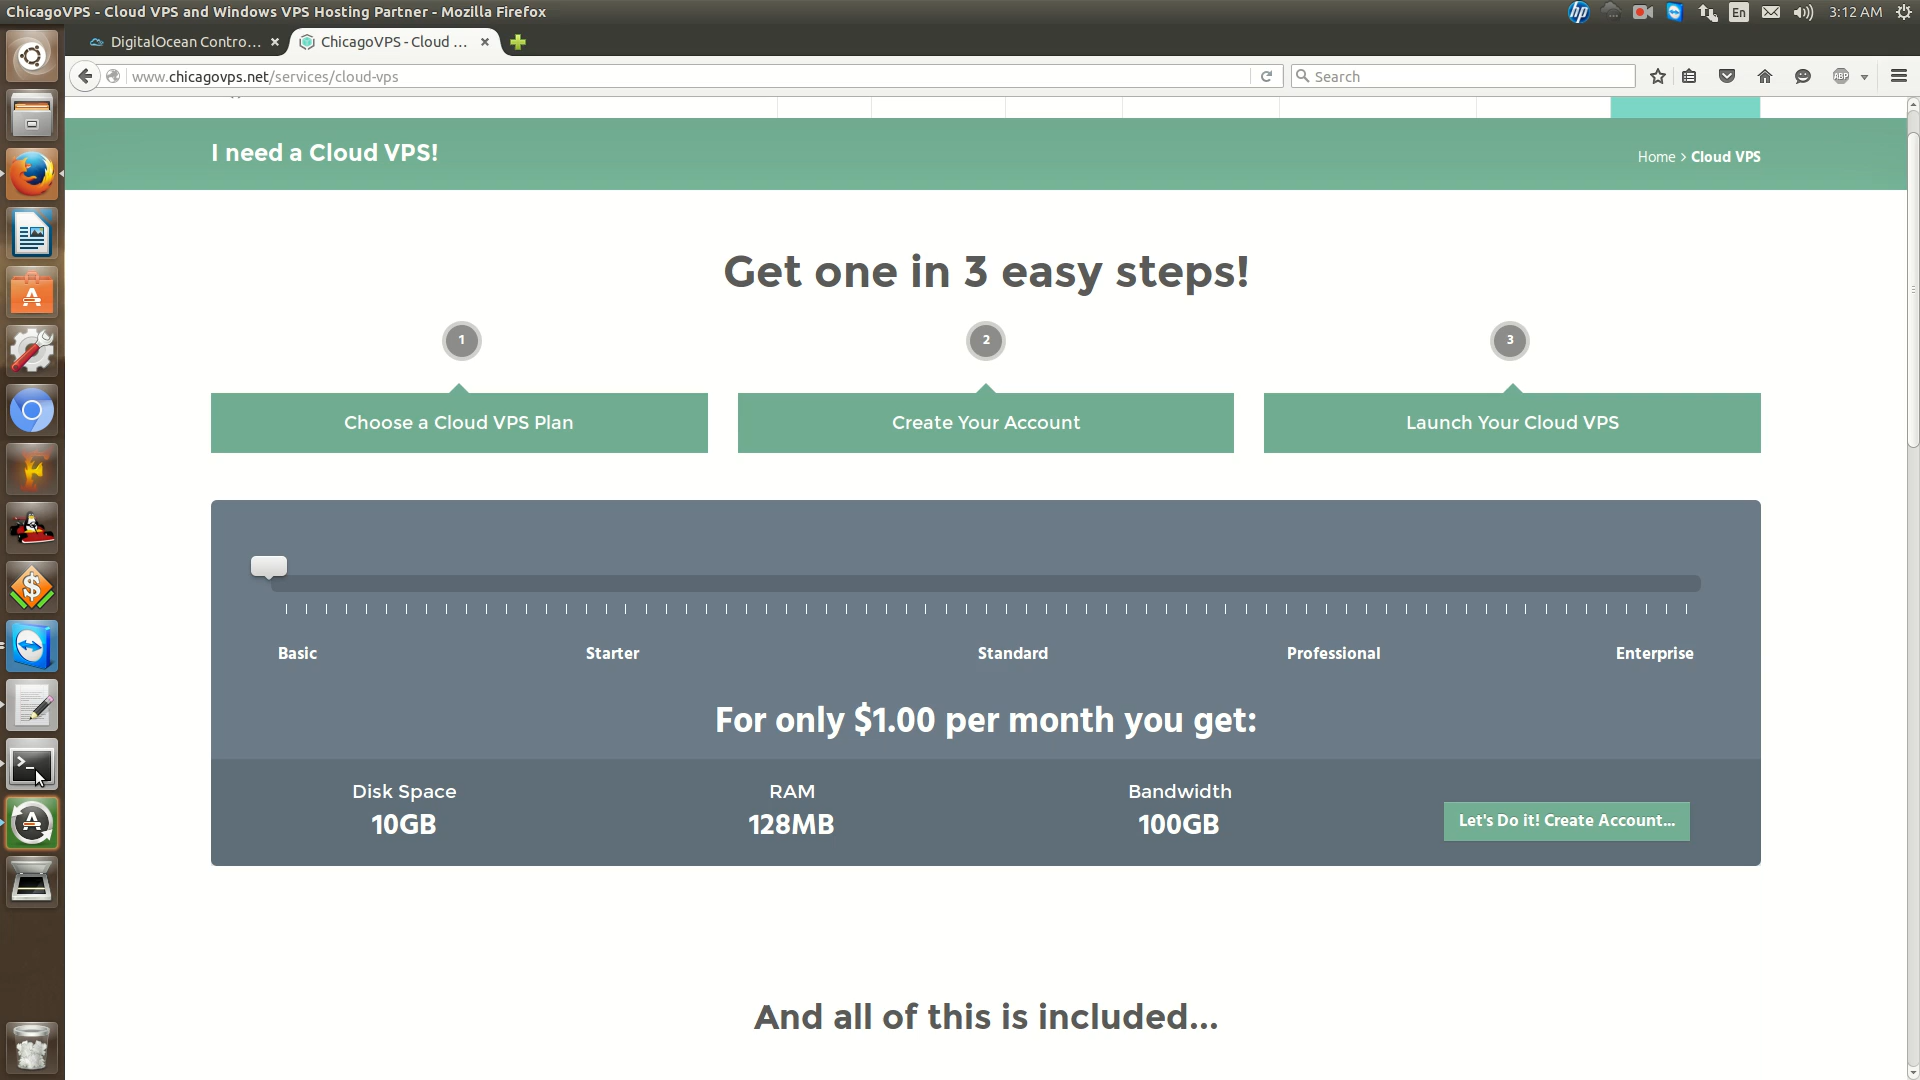 ChicagoVPS - Cloud VPS and Windows VPS Hosting Partner - Mozilla Firefox
hp
En
3:12 AM
DigitalOcean Contro...
ChicagoVPS - Cloud ...
www.chicagovps.net/services/cloud-vps
Search
ABP
I need a Cloud VPS!
Home > Cloud VPS
Get one in 3 easy steps!
1
2
3
Choose a Cloud VPS Plan
Create Your Account
Launch Your Cloud VPS
Basic
Starter
Standard
Professional
Enterprise
For only $1.00 per month you get:
Disk Space
RAM
Bandwidth
10GB
128MB
100GB
Let's Do it! Create Account...
And all of this is included...